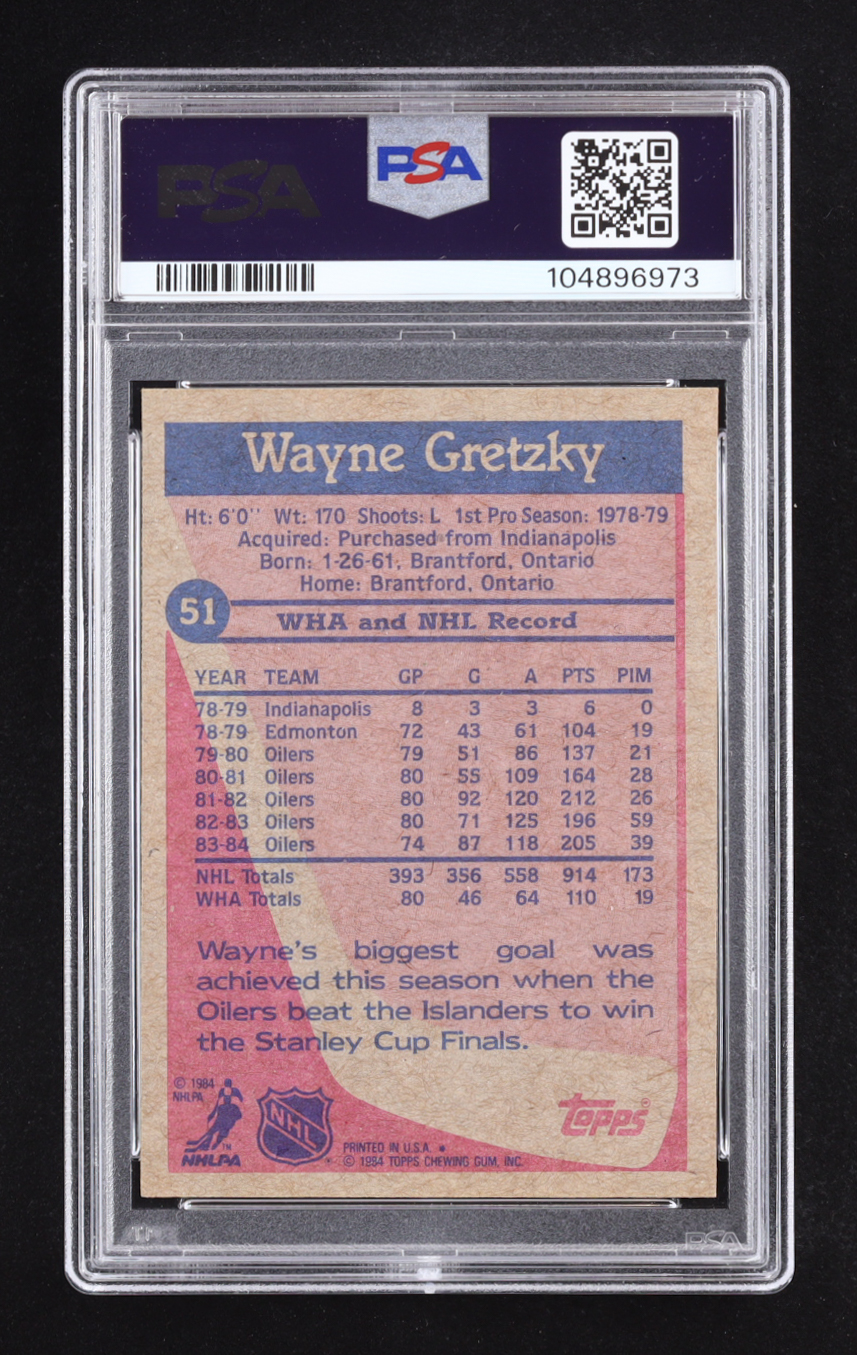 PSA
PSA
104896973
Wayne Gretzky
Ht: 6'0'' Wt: 170 Shoots: L 1st Pro Season: 1978-79
Acquired: Purchased from Indianapolis
Born: 1-26-61, Brantford, Ontario
Home: Brantford, Ontario
51
WHA and NHL Record
YEAR TEAM GP G A PTS PIM
78-79 Indianapolis 8 3 3 6 0
78-79 Edmonton 72 43 61 104 19
79-80 Oilers 79 51 86 137 21
80-81 Oilers 80 55 109 164 28
81-82 Oilers 80 92 120 212 26
82-83 Oilers 80 71 125 196 59
83-84 Oilers 74 87 118 205 39
NHL Totals 393 356 558 914 173
WHA Totals 80 46 64 110 19
Wayne's biggest goal was
achieved this season when the
Oilers beat the Islanders to win
the Stanley Cup Finals.
© 1984
NHLPA
TM
NHLPA
NHL
PRINTED IN U.S.A. *
© 1984 TOPPS CHEWING GUM, INC.
topps
PSA